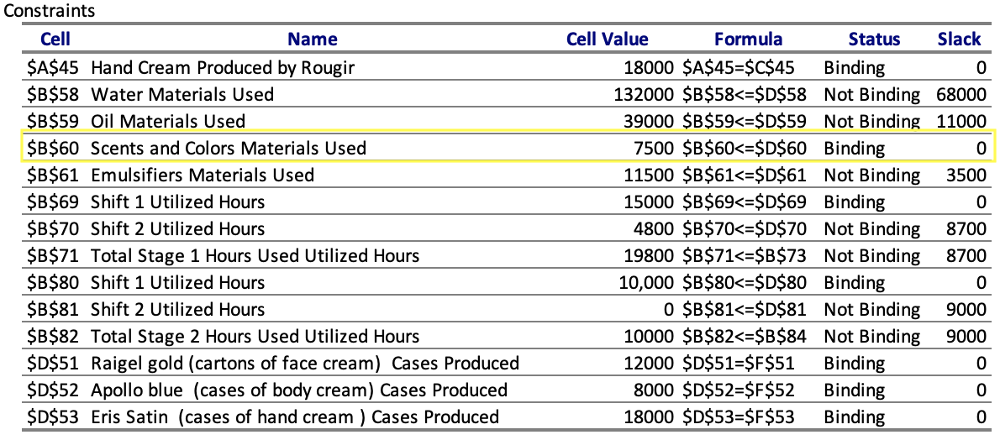 Constraints
Cell Name Cell Value Formula Status Slack
$A$45 Hand Cream Produced by Rougir 18000 $A$45=$C$45 Binding 0
$B$58 Water Materials Used 132000 $B$58<=$D$58 Not Binding 68000
$B$59 Oil Materials Used 39000 $B$59<=$D$59 Not Binding 11000
$B$60 Scents and Colors Materials Used 7500 $B$60<=$D$60 Binding 0
$B$61 Emulsifiers Materials Used 11500 $B$61<=$D$61 Not Binding 3500
$B$69 Shift 1 Utilized Hours 15000 $B$69<=$D$69 Binding 0
$B$70 Shift 2 Utilized Hours 4800 $B$70<=$D$70 Not Binding 8700
$B$71 Total Stage 1 Hours Used Utilized Hours 19800 $B$71<=$B$73 Not Binding 8700
$B$80 Shift 1 Utilized Hours 10,000 $B$80<=$D$80 Binding 0
$B$81 Shift 2 Utilized Hours 0 $B$81<=$D$81 Not Binding 9000
$B$82 Total Stage 2 Hours Used Utilized Hours 10000 $B$82<=$B$84 Not Binding 9000
$D$51 Raigel gold (cartons of face cream) Cases Produced 12000 $D$51=$F$51 Binding 0
$D$52 Apollo blue (cases of body cream) Cases Produced 8000 $D$52=$F$52 Binding 0
$D$53 Eris Satin (cases of hand cream ) Cases Produced 18000 $D$53=$F$53 Binding 0